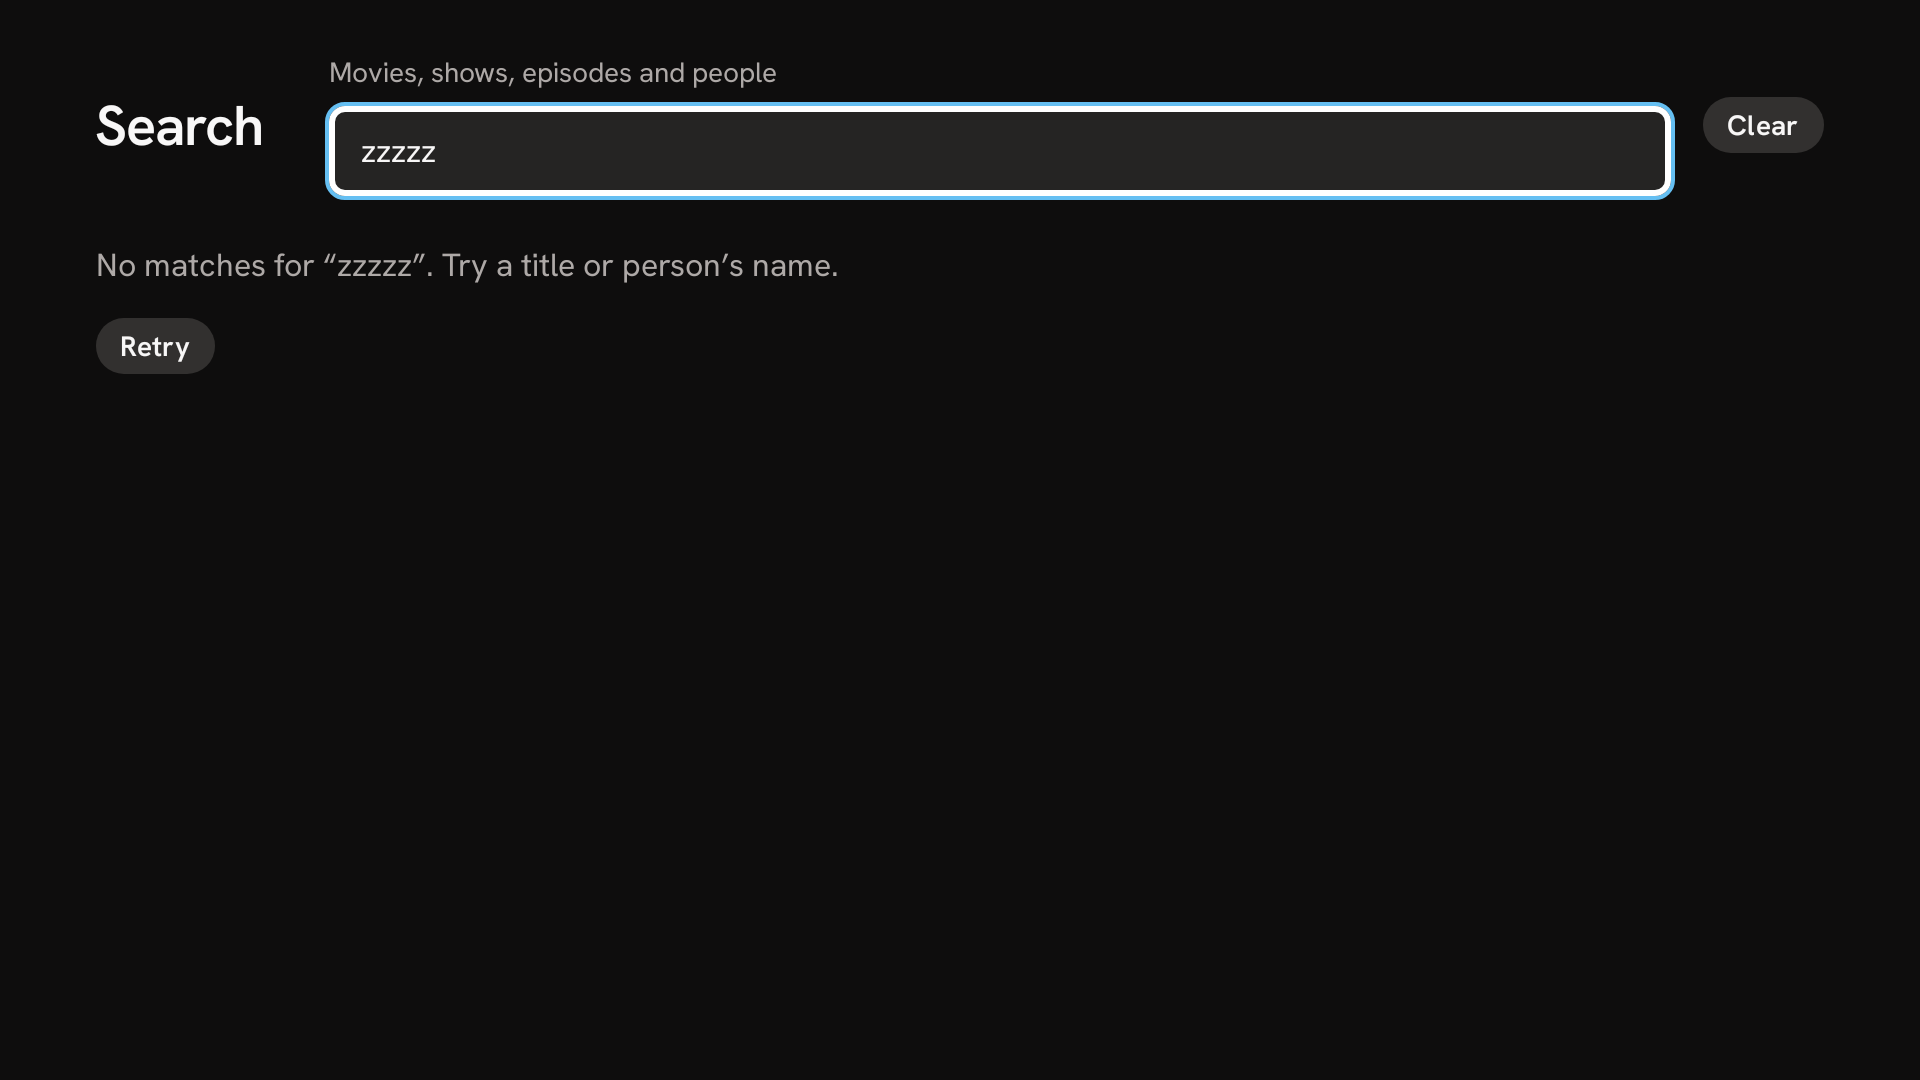 Movies, shows, episodes and people
Search
zzzzz
Clear
No matches for “zzzzz”. Try a title or person’s name.
Retry